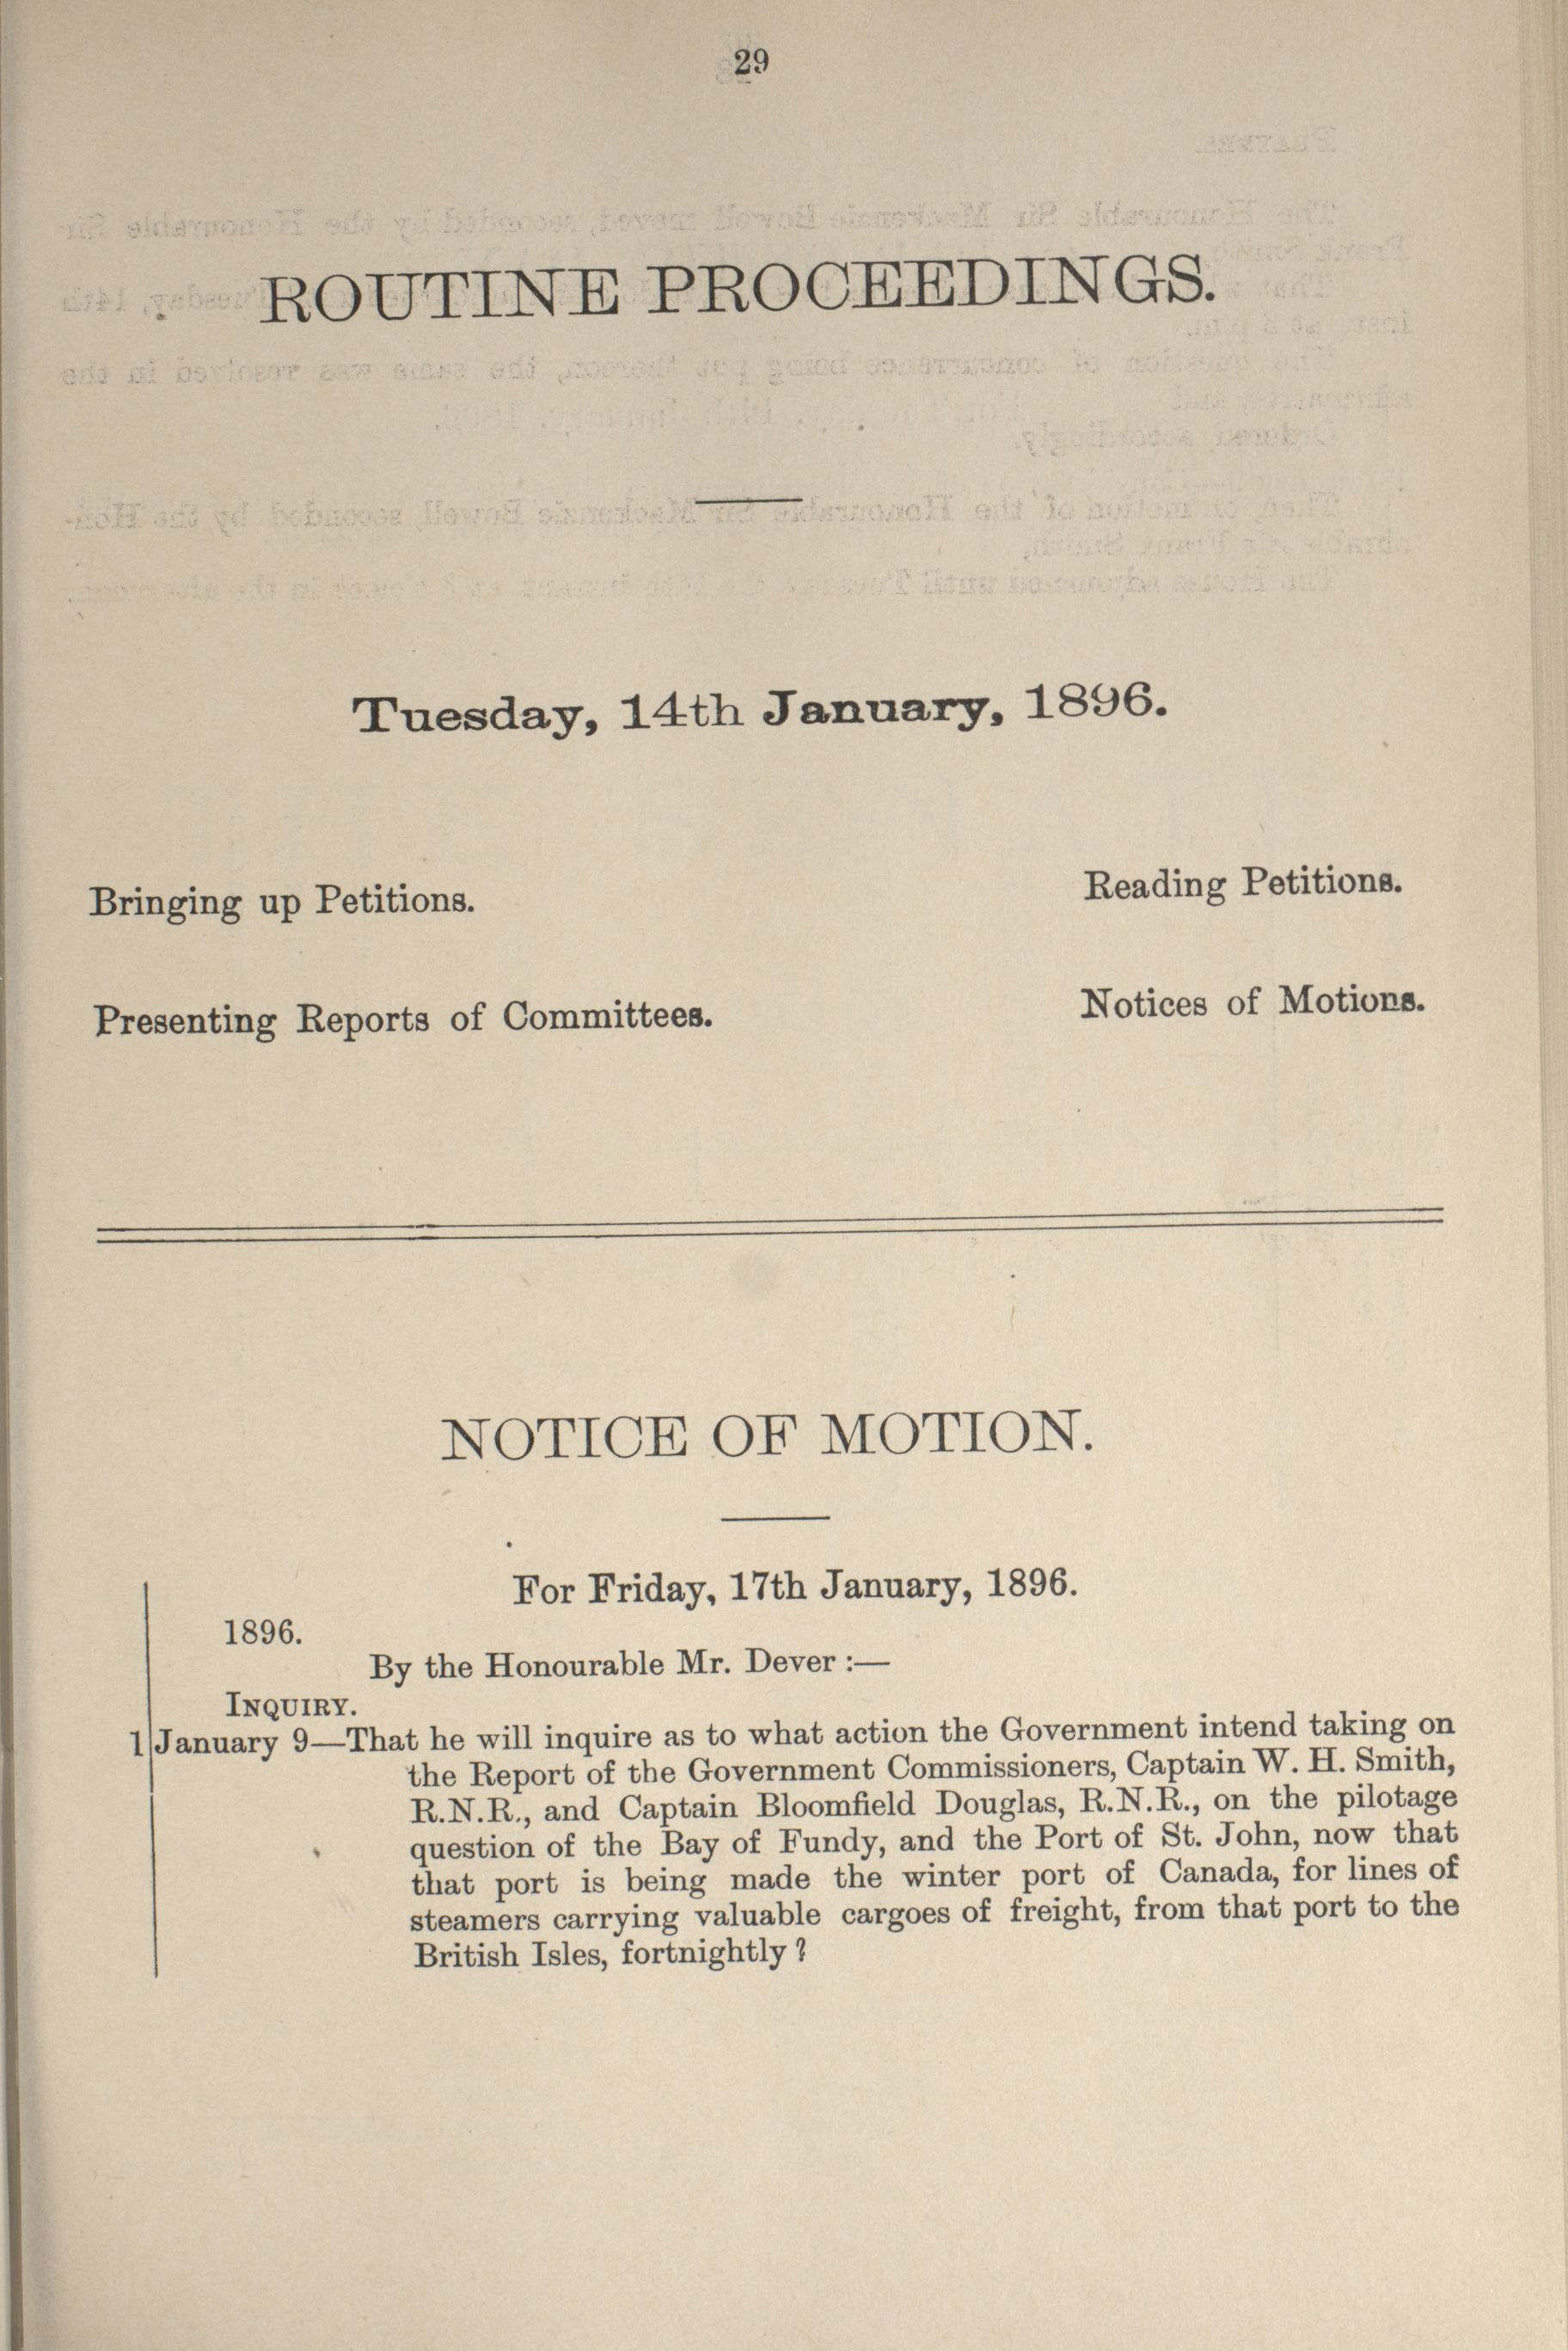 29
ROUTINE PROCEEDINGS.
Tuesday, 14th January, 1896.
Bringing up Petitions.
Reading Petitions.
Presenting Reports of Committees.
Notices of Motions.
NOTICE OF MOTION.
For Friday, 17th January, 1896.
1896.
By the Honourable Mr. Dever :—
INQUIRY.
1 January 9—That he will inquire as to what action the Government intend taking on
the Report of the Government Commissioners, Captain W. H. Smith,
R.N.R., and Captain Bloomfield Douglas, R.N.R., on the pilotage
question of the Bay of Fundy, and the Port of St. John, now that
that port is being made the winter port of Canada, for lines of
steamers carrying valuable cargoes of freight, from that port to the
British Isles, fortnightly ?